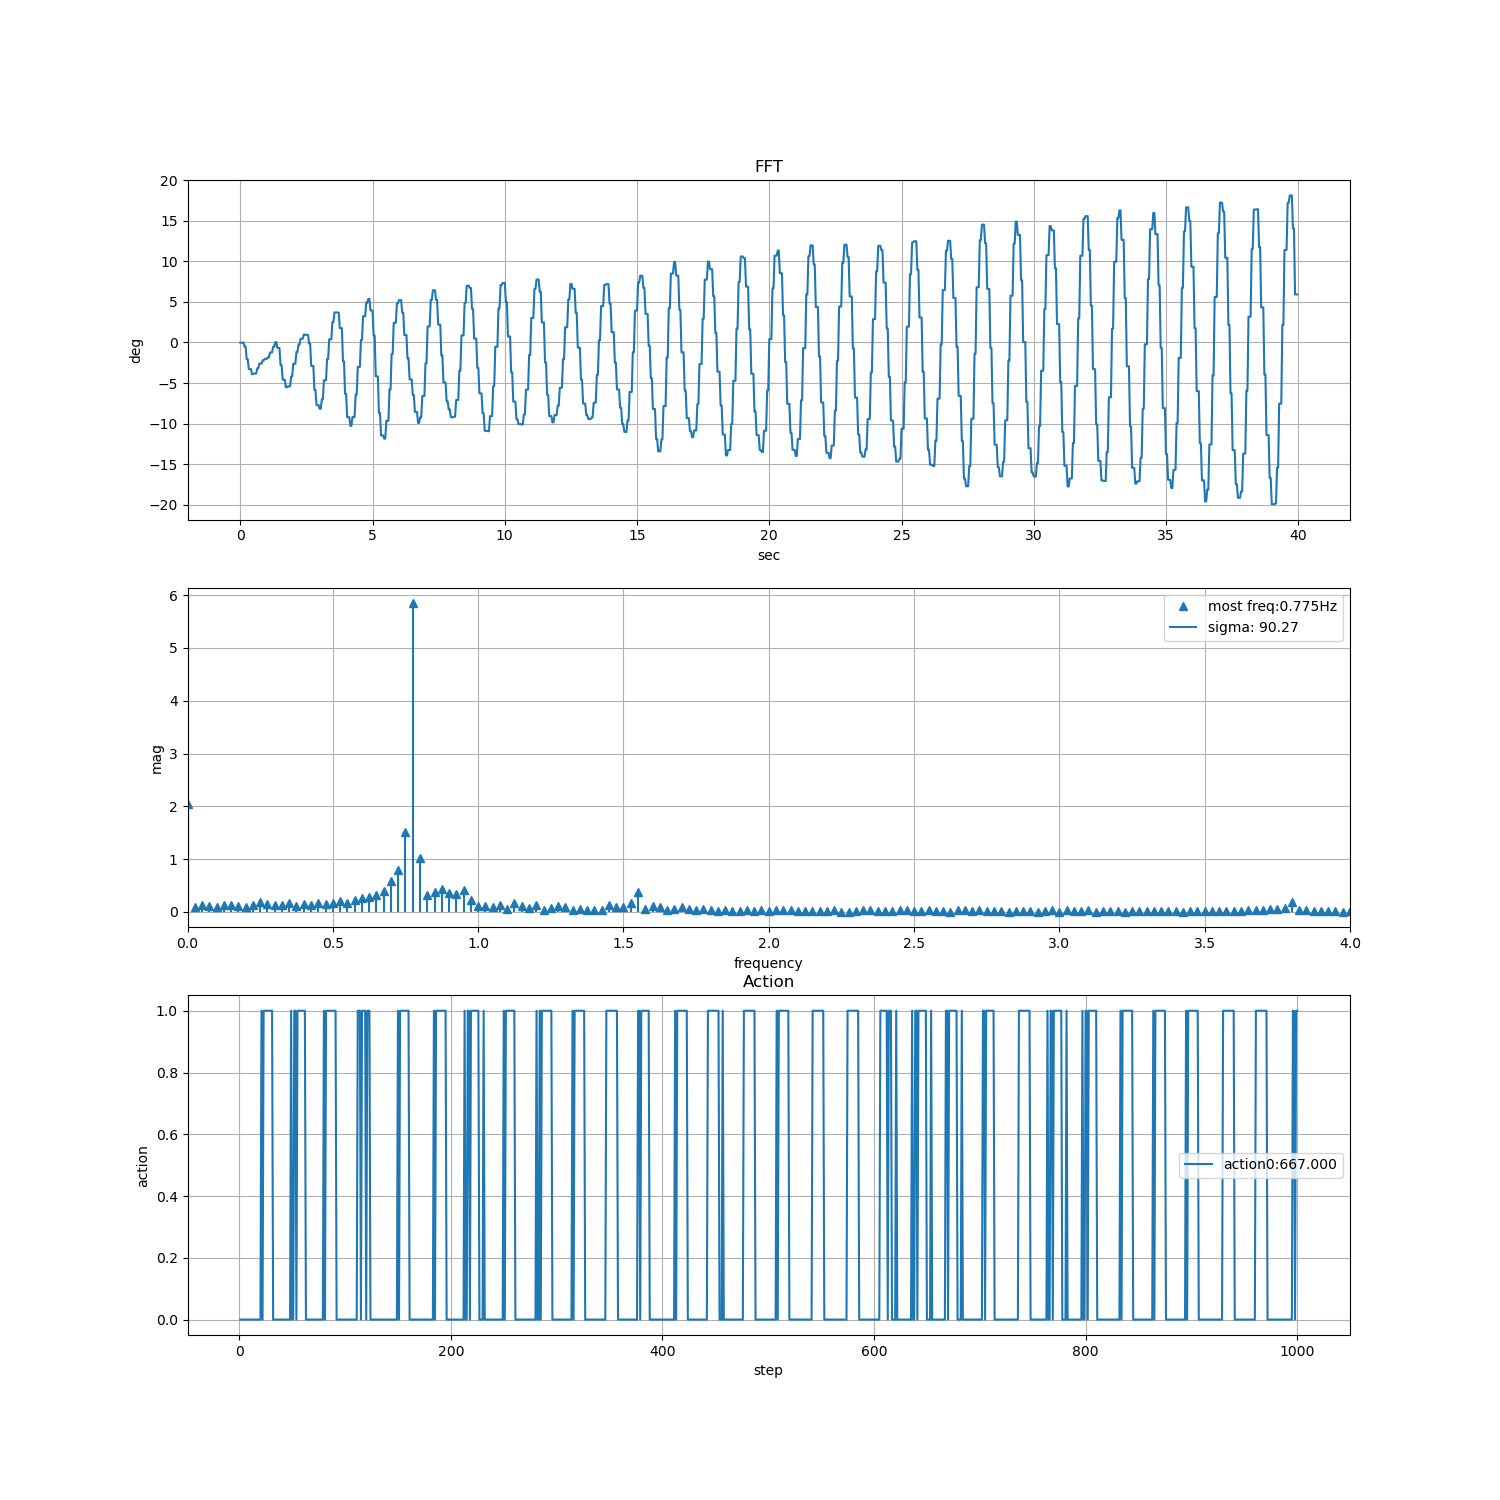 FFT
20
15
10
5
0
−5
−10
−15
−20
deg
0 5 10 15 20 25 30 35 40
sec
6
5
4
3
2
1
0
mag
most freq:0.775Hz
sigma: 90.27
0.0 0.5 1.0 1.5 2.0 2.5 3.0 3.5 4.0
frequency
Action
1.0
0.8
0.6
0.4
0.2
0.0
action
action0:667.000
0 200 400 600 800 1000
step